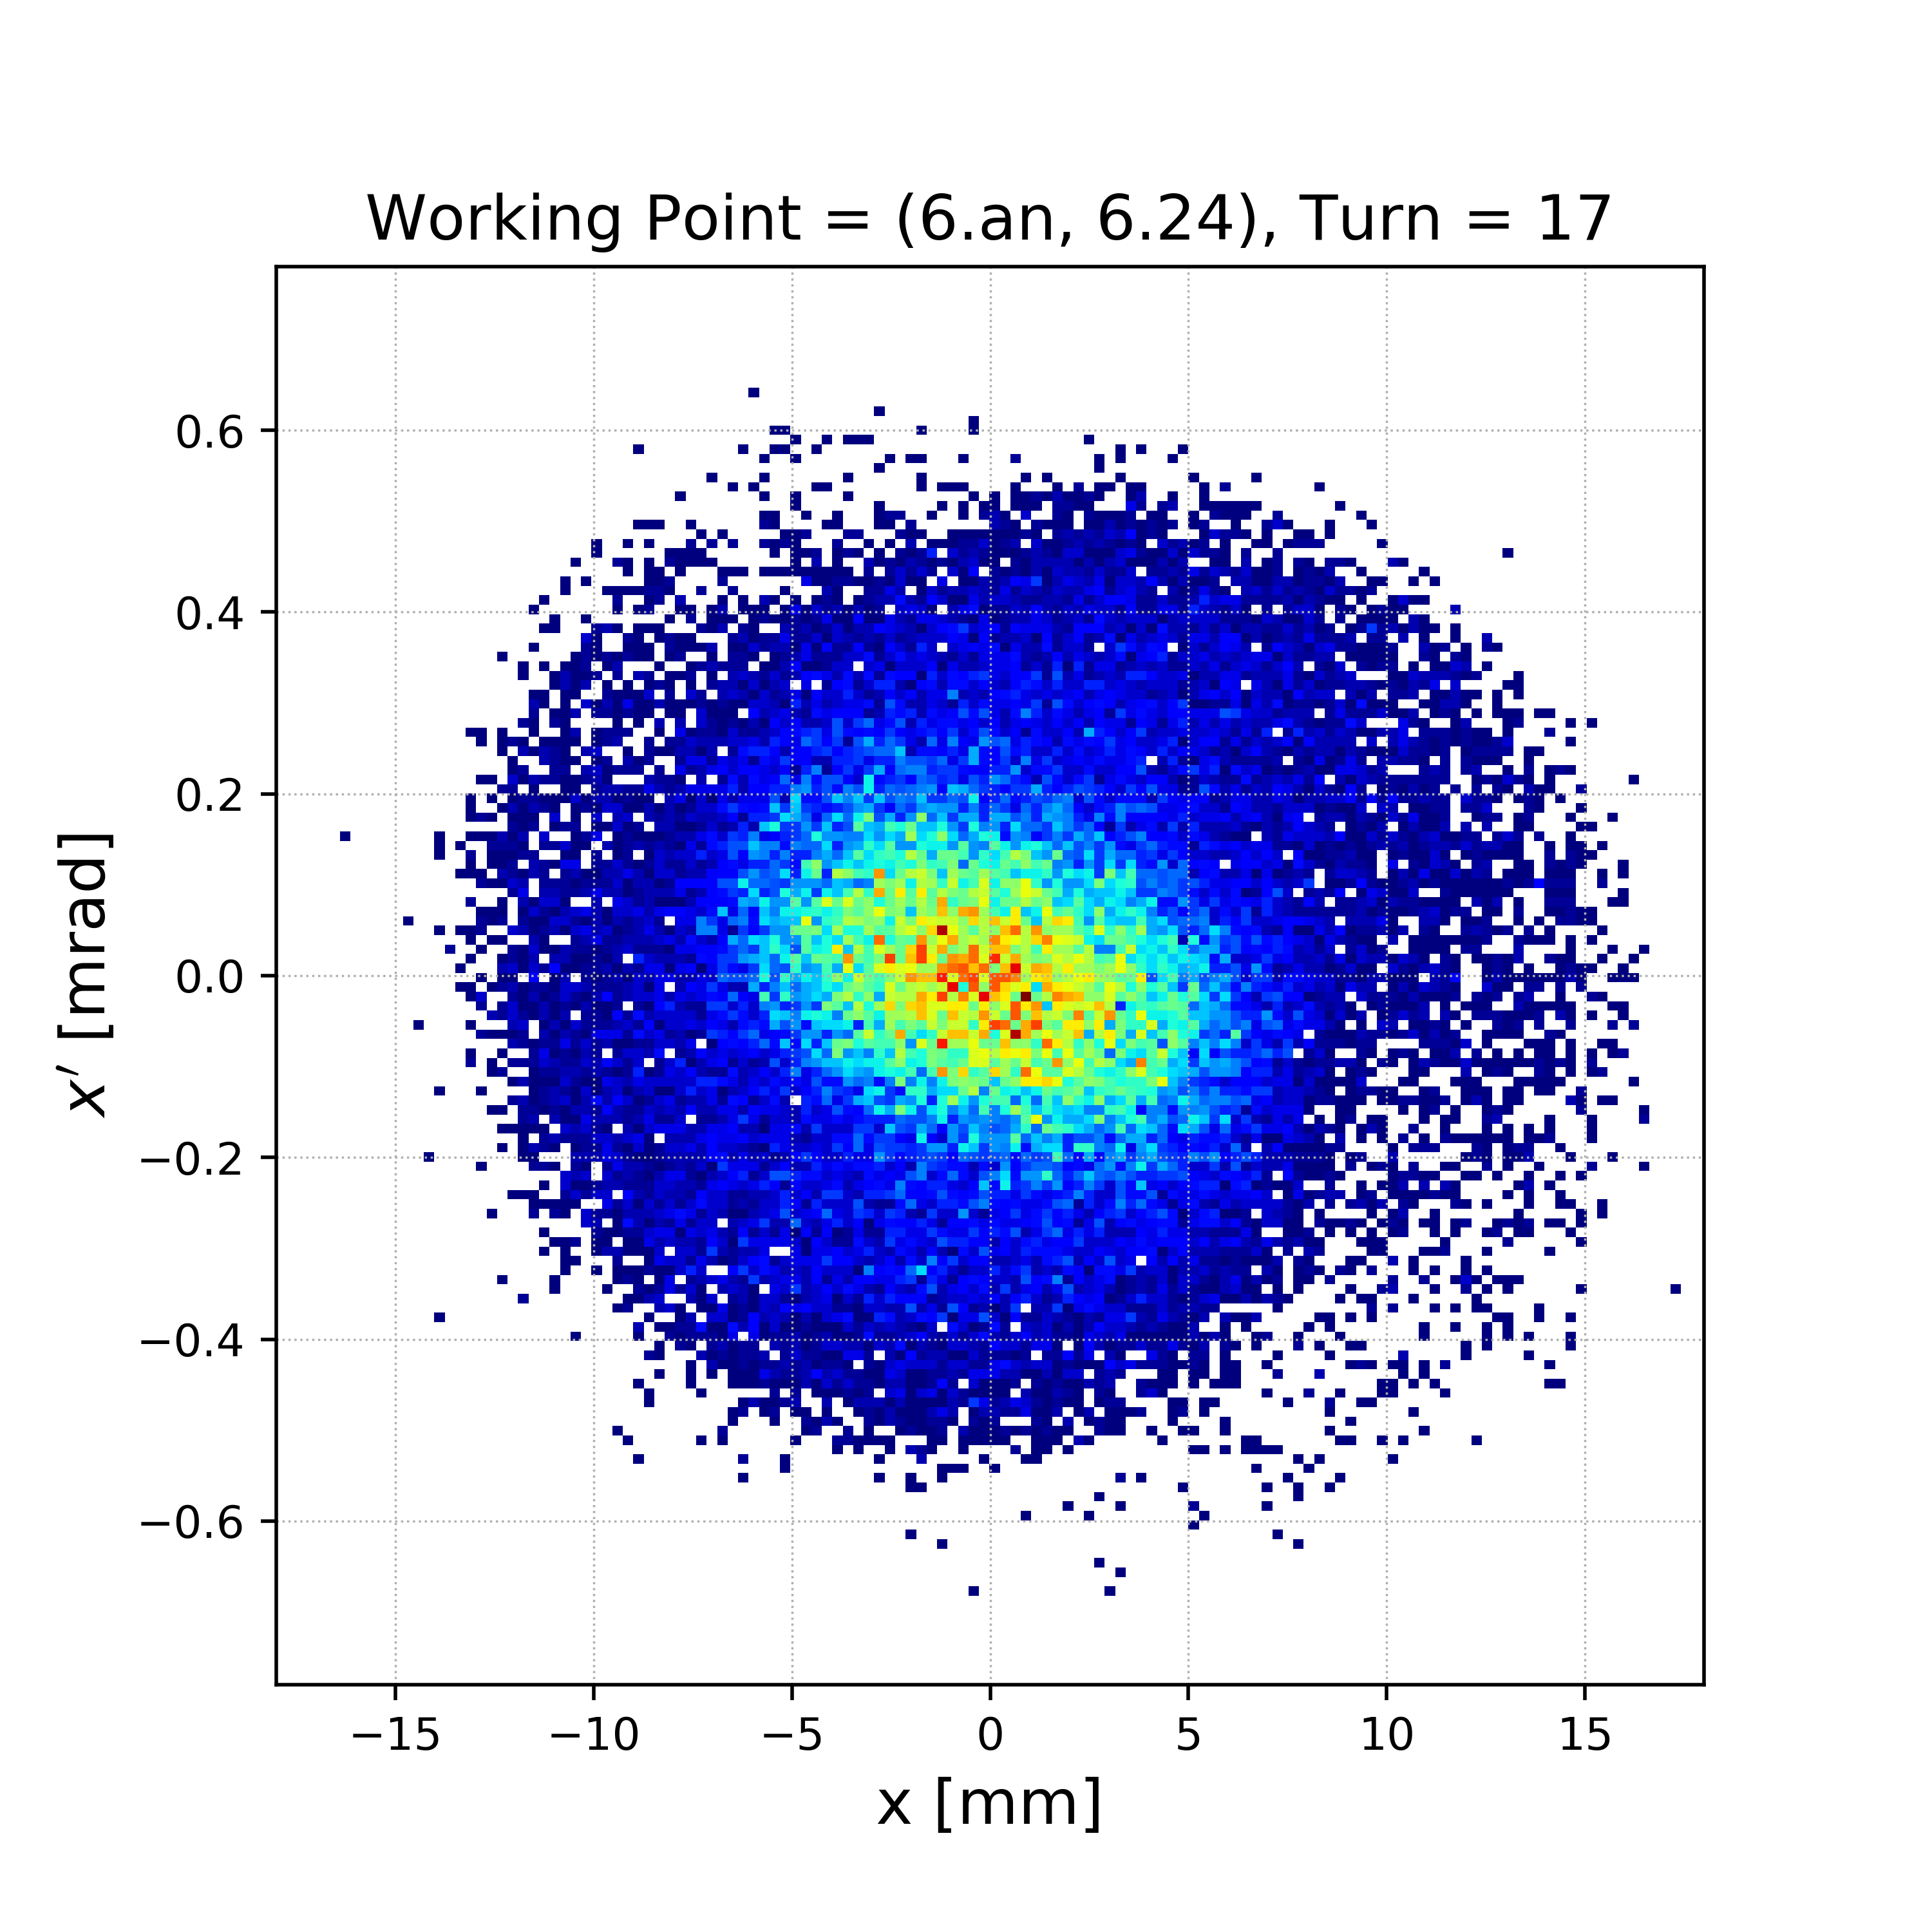 Working Point = (6.an, 6.24), Turn = 17
0.6
0.4
0.2
0.0
−0.2
−0.4
−0.6
x′ [mrad]
−15 −10 −5 0 5 10 15
x [mm]